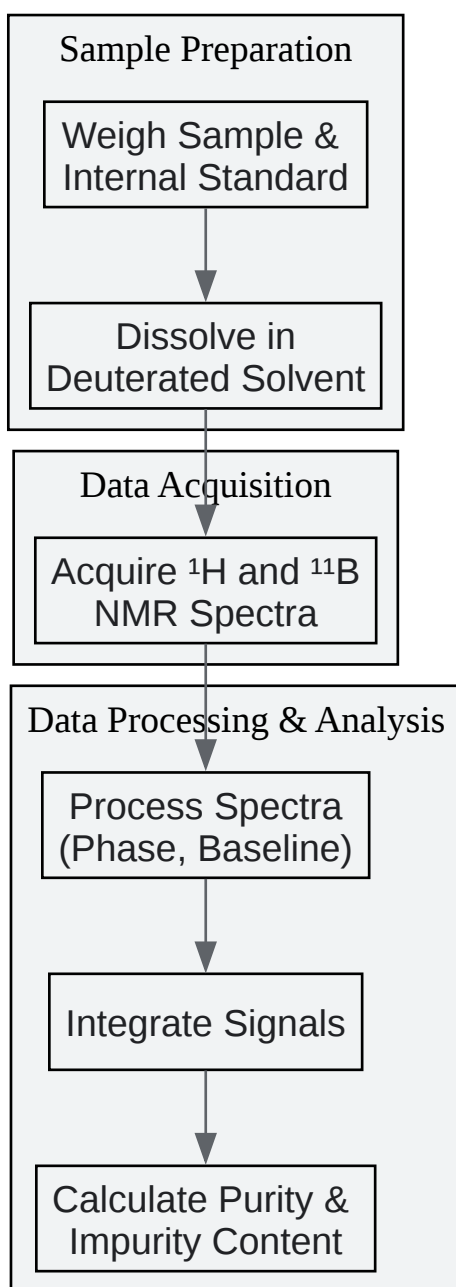 Sample Preparation
Weigh Sample &
Internal Standard
Dissolve in
Deuterated Solvent
Data Acquisition
Acquire ¹H and ¹¹B
NMR Spectra
Data Processing & Analysis
Process Spectra
(Phase, Baseline)
Integrate Signals
Calculate Purity &
Impurity Content